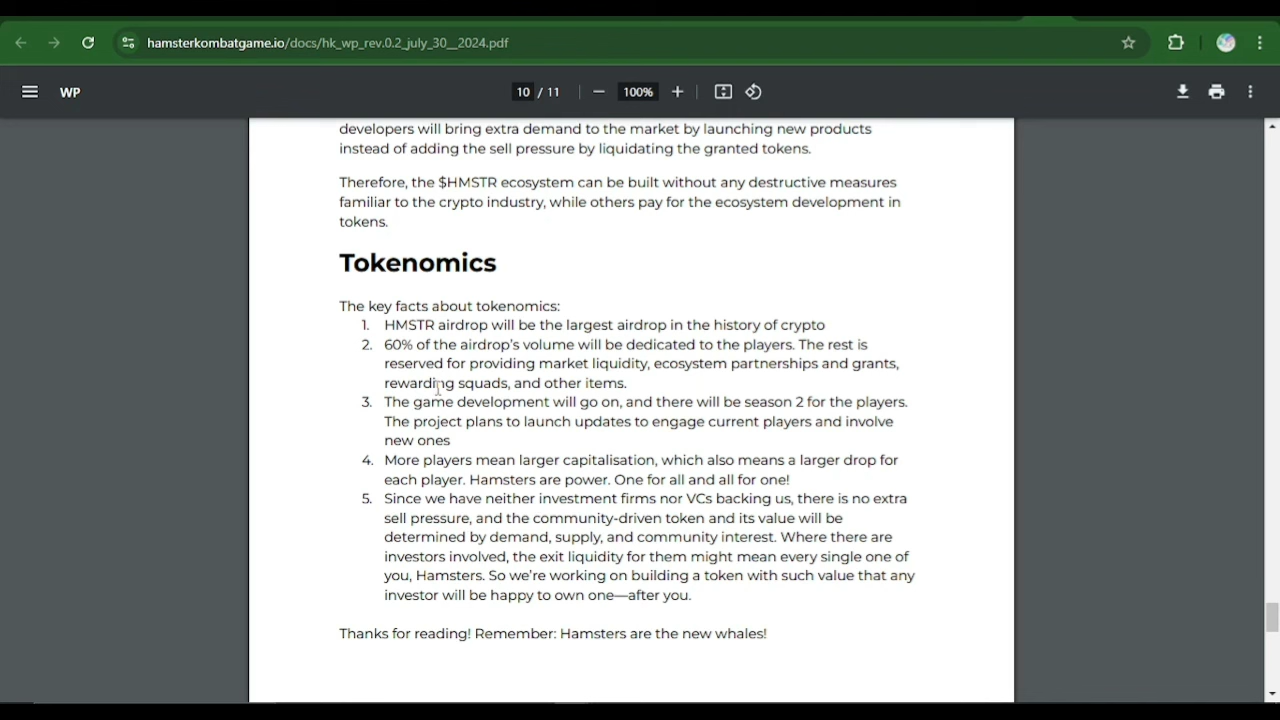 hamsterkombatgame.io/docs/hk_wp_rev.0.2_july_30__2024.pdf
WP
10 / 11
100%
developers will bring extra demand to the market by launching new products
instead of adding the sell pressure by liquidating the granted tokens.
Therefore, the $HMSTR ecosystem can be built without any destructive measures
familiar to the crypto industry, while others pay for the ecosystem development in
tokens.
Tokenomics
The key facts about tokenomics:
1. HMSTR airdrop will be the largest airdrop in the history of crypto
2. 60% of the airdrop's volume will be dedicated to the players. The rest is
reserved for providing market liquidity, ecosystem partnerships and grants,
rewarding squads, and other items.
3. The game development will go on, and there will be season 2 for the players.
The project plans to launch updates to engage current players and involve
new ones
4. More players mean larger capitalisation, which also means a larger drop for
each player. Hamsters are power. One for all and all for one!
5. Since we have neither investment firms nor VCs backing us, there is no extra
sell pressure, and the community-driven token and its value will be
determined by demand, supply, and community interest. Where there are
investors involved, the exit liquidity for them might mean every single one of
you, Hamsters. So we're working on building a token with such value that any
investor will be happy to own one—after you.
Thanks for reading! Remember: Hamsters are the new whales!